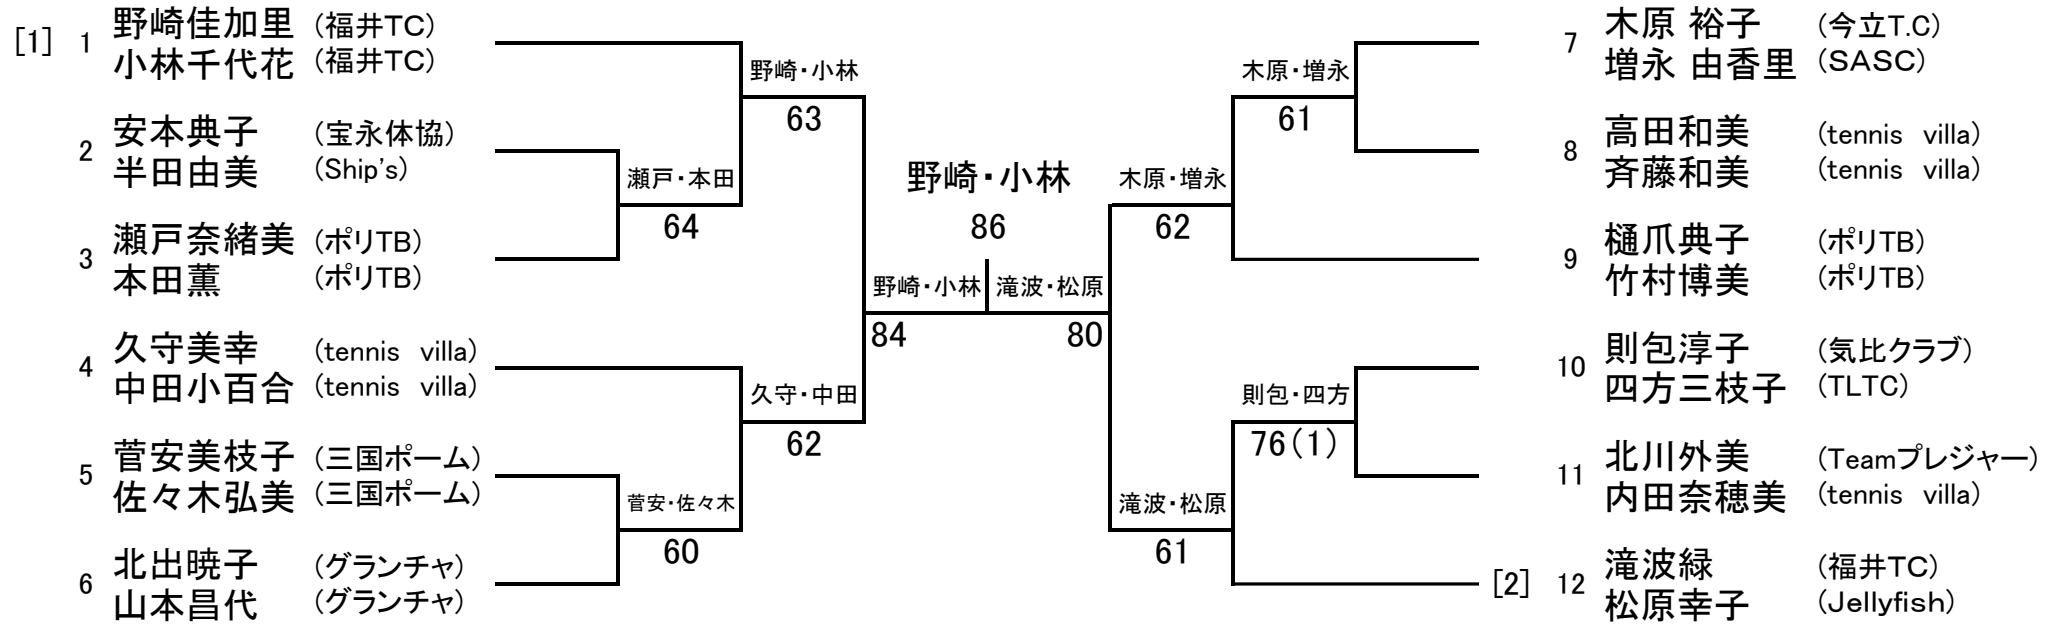 [1] 1 野崎佳加里 (福井TC)
小林千代花 (福井TC)
2 安本典子 (宝永体協)
半田由美 (Ship's)
3 瀬戸奈緒美 (ポリTB)
本田薫 (ポリTB)
4 久守美幸 (tennis villa)
中田小百合 (tennis villa)
5 菅安美枝子 (三国ポーム)
佐々木弘美 (三国ポーム)
6 北出暁子 (グランチャ)
山本昌代 (グランチャ)
瀬戸・本田
64
菅安・佐々木
60
野崎・小林
63
久守・中田
62
野崎・小林
84
野崎・小林
86
滝波・松原
80
木原・増永
62
滝波・松原
61
木原・増永
61
則包・四方
76(1)
7 木原 裕子 (今立T.C)
増永 由香里 (SASC)
8 高田和美 (tennis villa)
斉藤和美 (tennis villa)
9 樋爪典子 (ポリTB)
竹村博美 (ポリTB)
10 則包淳子 (気比クラブ)
四方三枝子 (TLTC)
11 北川外美 (Teamプレジャー)
内田奈穂美 (tennis villa)
[2] 12 滝波緑 (福井TC)
松原幸子 (Jellyfish)